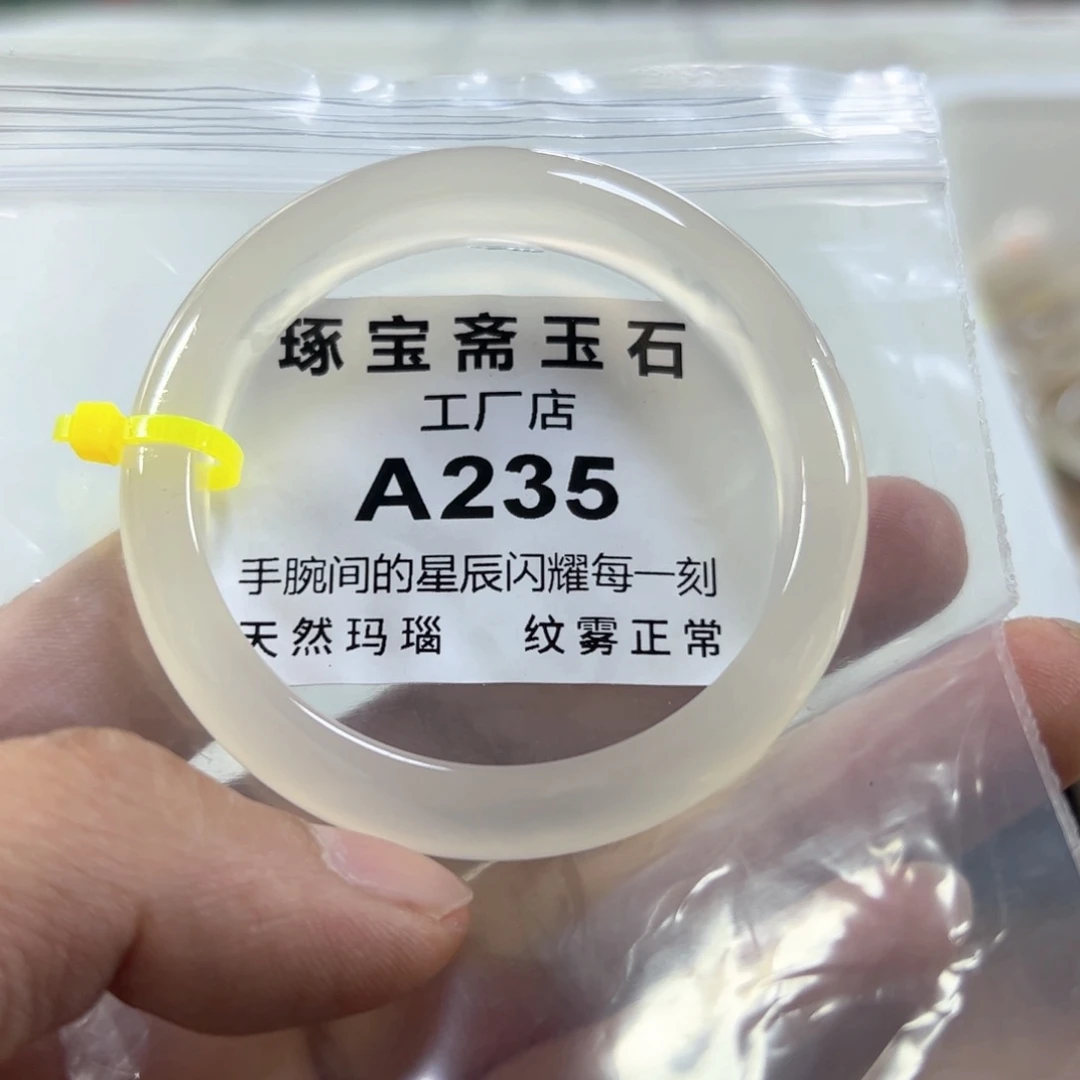 琢宝斋玉石
工厂店
A235
手腕间的星辰闪耀每一刻
天然玛瑙 纹雾正常